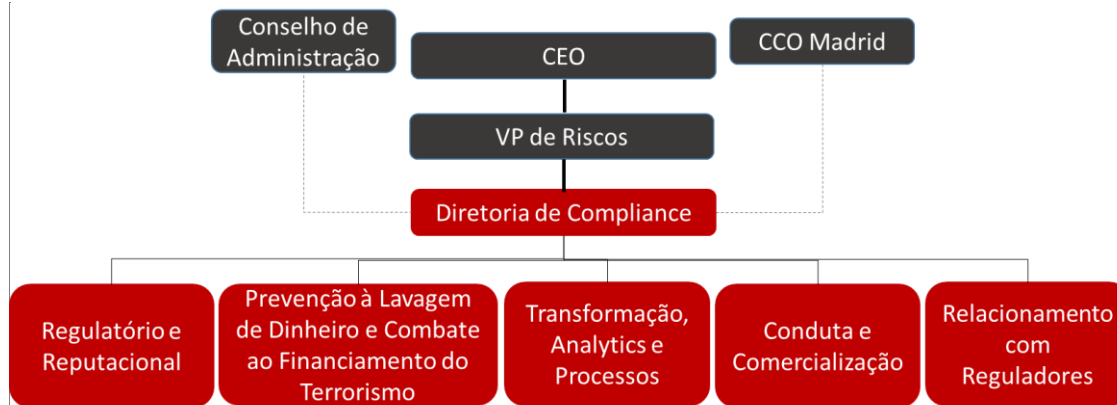 Conselho de
Administração
CEO
CCO Madrid
VP de Riscos
Diretoria de Compliance
Regulatório e
Reputacional
Prevenção à Lavagem
de Dinheiro e Combate
ao Financiamento do
Terrorismo
Transformação,
Analytics e
Processos
Conduta e
Comercialização
Relacionamento
com
Reguladores